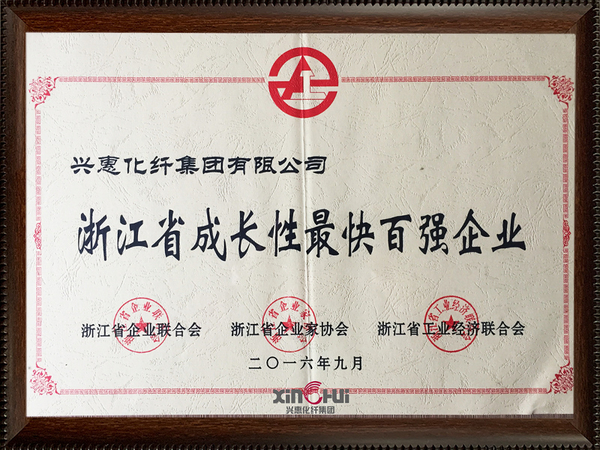 兴惠化纤集团有限公司
浙江省成长性最快百强企业
浙江省企业联合会 浙江省企业家协会 浙江省工业经济联合会
二〇一六年九月
XINGHUI
兴惠化纤集团